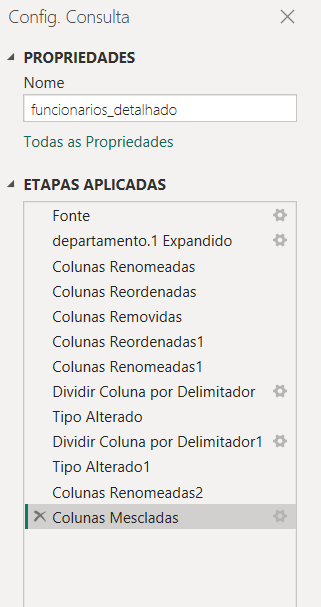 Config. Consulta
PROPRIEDADES
Nome
funcionarios_detalhado
Todas as Propriedades
ETAPAS APLICADAS
Fonte
departamento.1 Expandido
Colunas Renomeadas
Colunas Reordenadas
Colunas Removidas
Colunas Reordenadas1
Colunas Renomeadas1
Dividir Coluna por Delimitador
Tipo Alterado
Dividir Coluna por Delimitador1
Tipo Alterado1
Colunas Renomeadas2
Colunas Mescladas